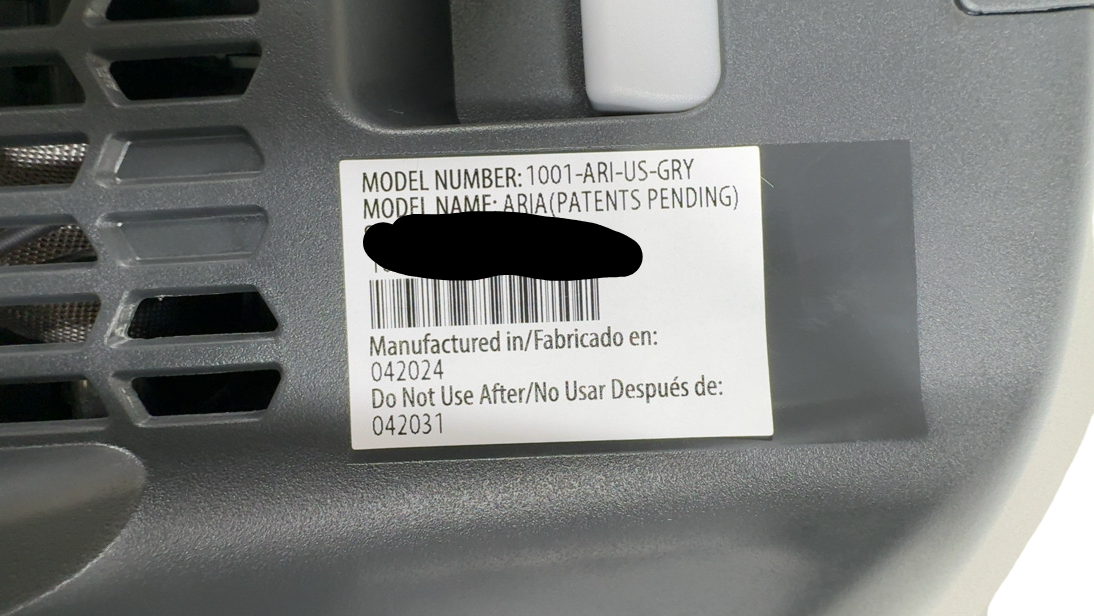 MODEL NUMBER: 1001-ARI-US-GRY
MODEL NAME: ARIA(PATENTS PENDING)
Manufactured in/Fabricado en:
042024
Do Not Use After/No Usar Después de:
042031